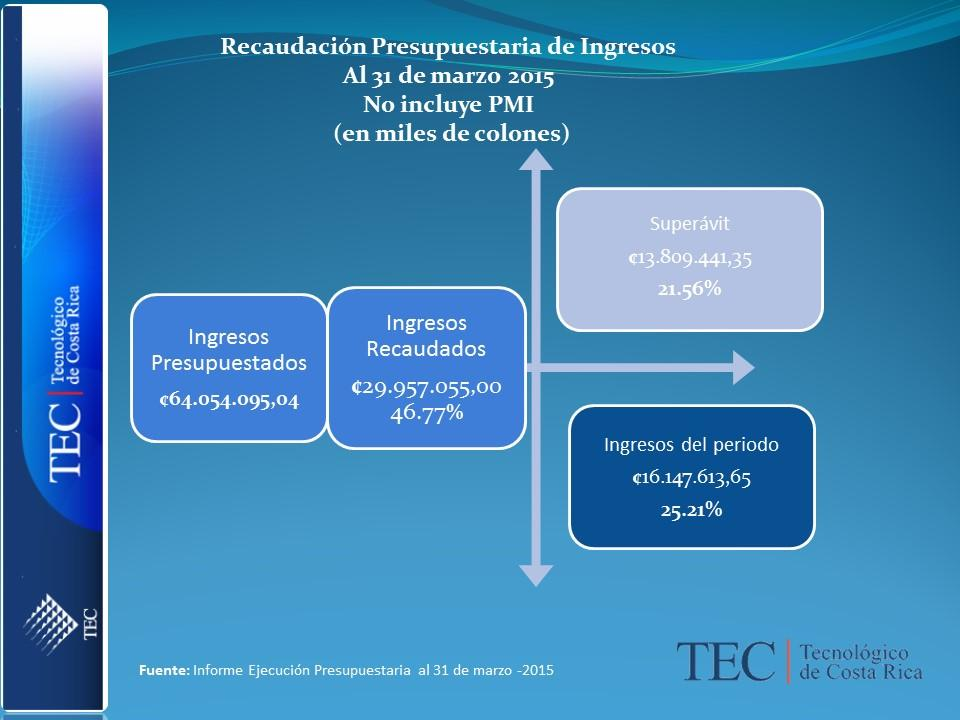 Recaudación Presupuestaria de Ingresos
Al 31 de marzo 2015
No incluye PMI
(en miles de colones)
Superávit
₡13.809.441,35
21.56%
Ingresos
Presupuestados
₡64.054.095,04
Ingresos
Recaudados
₡29.957.055,00
46.77%
Ingresos del periodo
₡16.147.613,65
25.21%
TEC | Tecnológico
de Costa Rica
TEC
Fuente: Informe Ejecución Presupuestaria al 31 de marzo -2015
TEC | Tecnológico
de Costa Rica